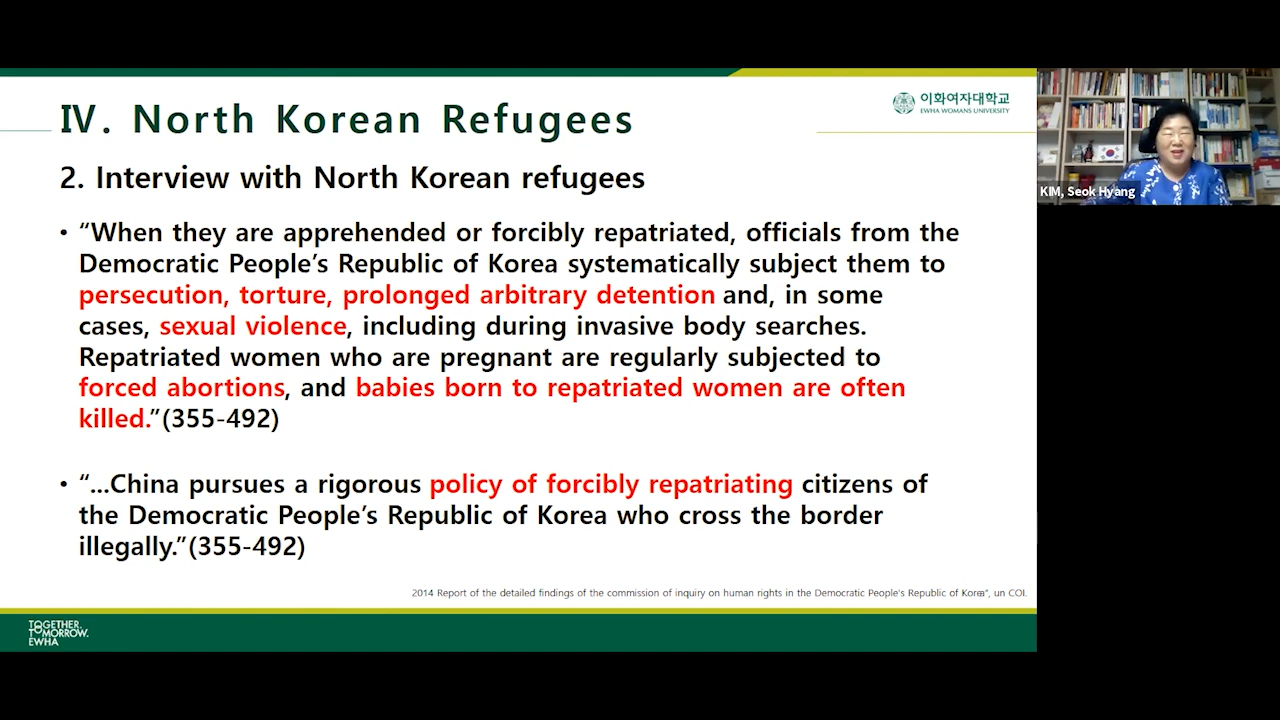 Ⅳ. North Korean Refugees
이화여자대학교
EWHA WOMANS UNIVERSITY
2. Interview with North Korean refugees
• “When they are apprehended or forcibly repatriated, officials from the
Democratic People’s Republic of Korea systematically subject them to
persecution, torture, prolonged arbitrary detention and, in some
cases, sexual violence, including during invasive body searches.
Repatriated women who are pregnant are regularly subjected to
forced abortions, and babies born to repatriated women are often
killed.”(355-492)
• “...China pursues a rigorous policy of forcibly repatriating citizens of
the Democratic People’s Republic of Korea who cross the border
illegally.”(355-492)
2014 Report of the detailed findings of the commission of inquiry on human rights in the Democratic People's Republic of Korea", un COI.
TOGETHER.
TOMORROW.
EWHA
KIM, Seok Hyang